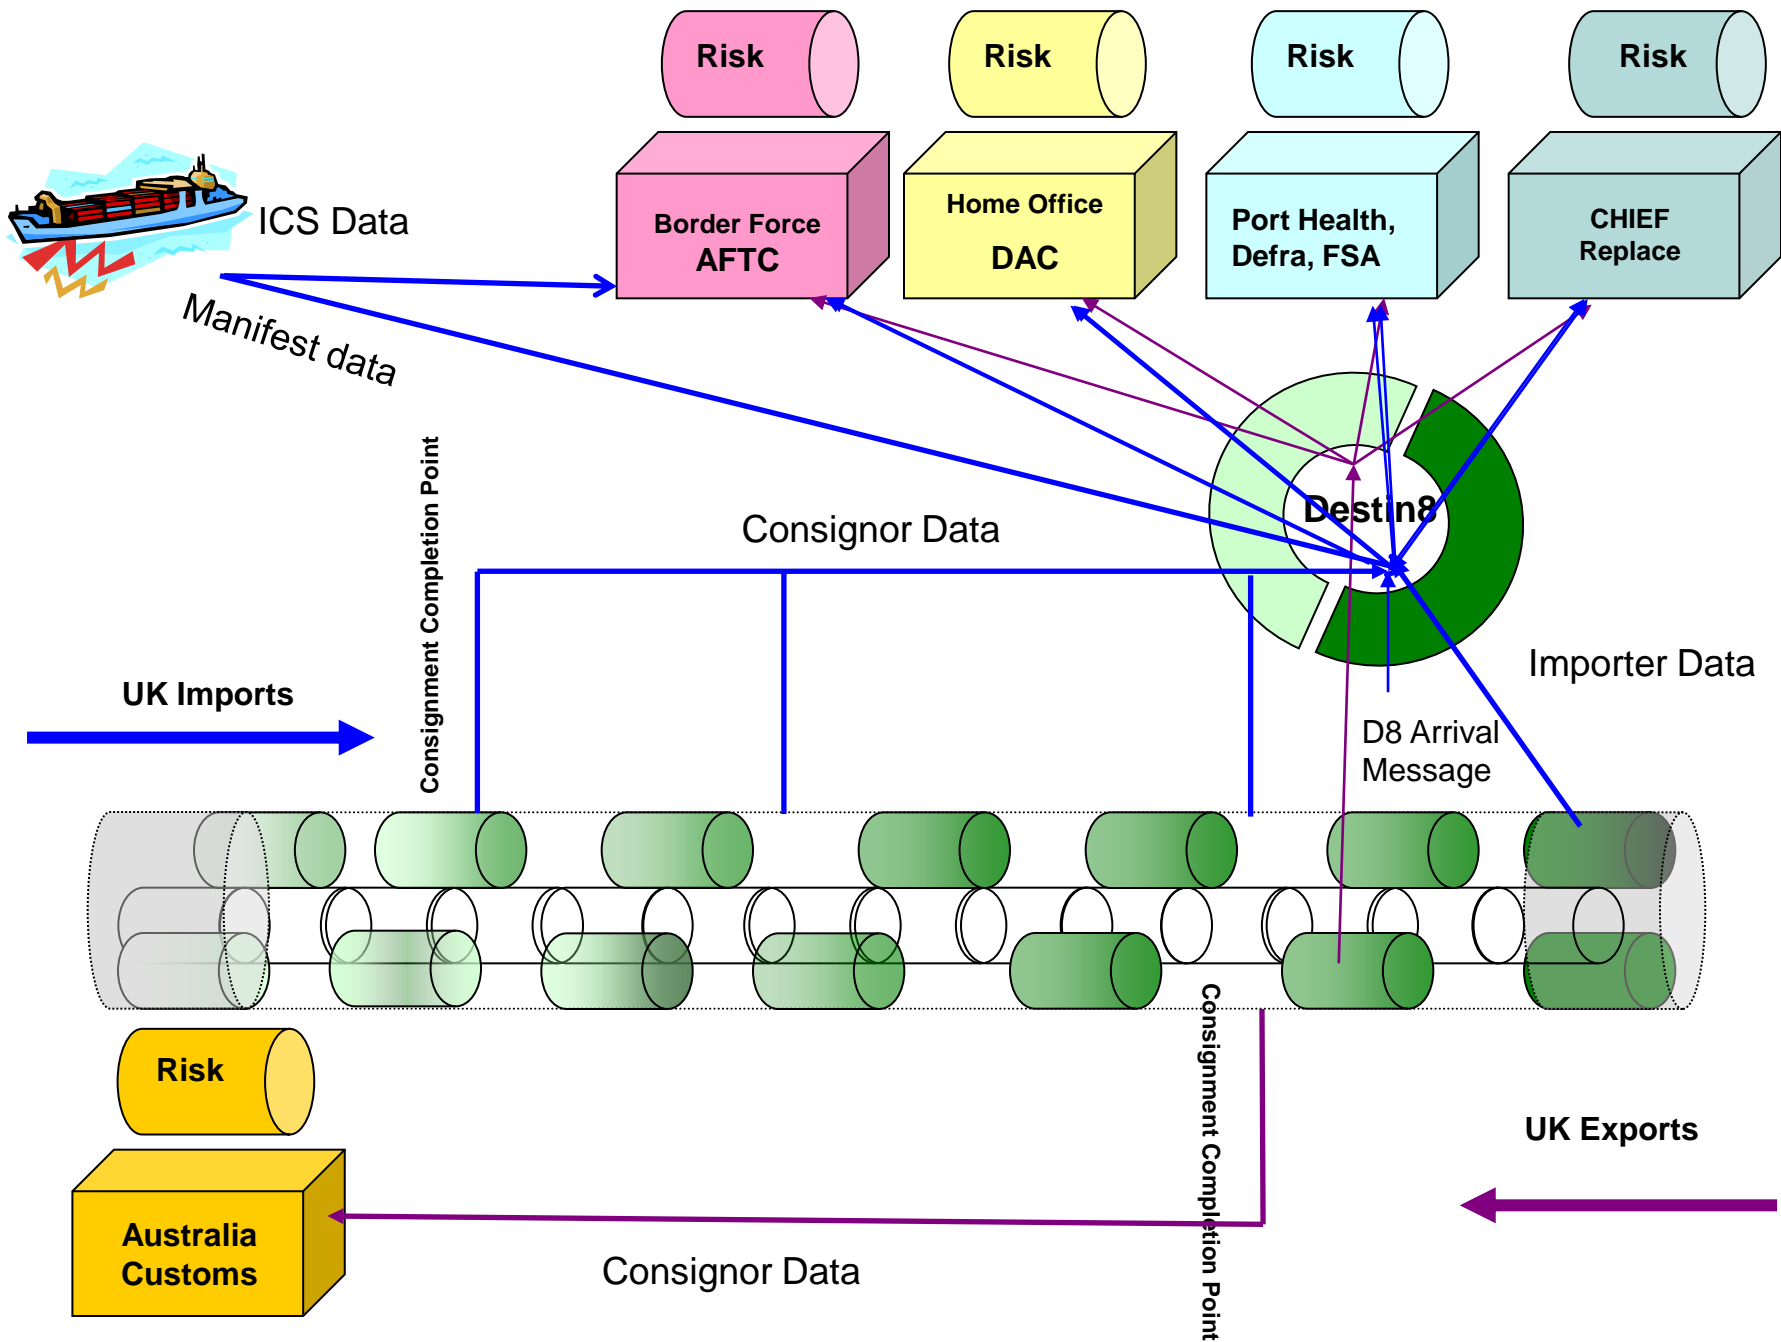 Risk
Risk
Risk
Risk
Border Force
AFTC
Home Office
DAC
Port Health,
Defra, FSA
CHIEF
Replace
ICS Data
Manifest data
Destin8
Consignor Data
Consignment Completion Point
Importer Data
UK Imports
D8 Arrival
Message
Risk
Australia
Customs
Consignor Data
Consignment Completion Point
UK Exports